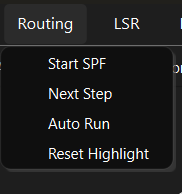 Routing LSR
Start SPF
Next Step
Auto Run
Reset Highlight